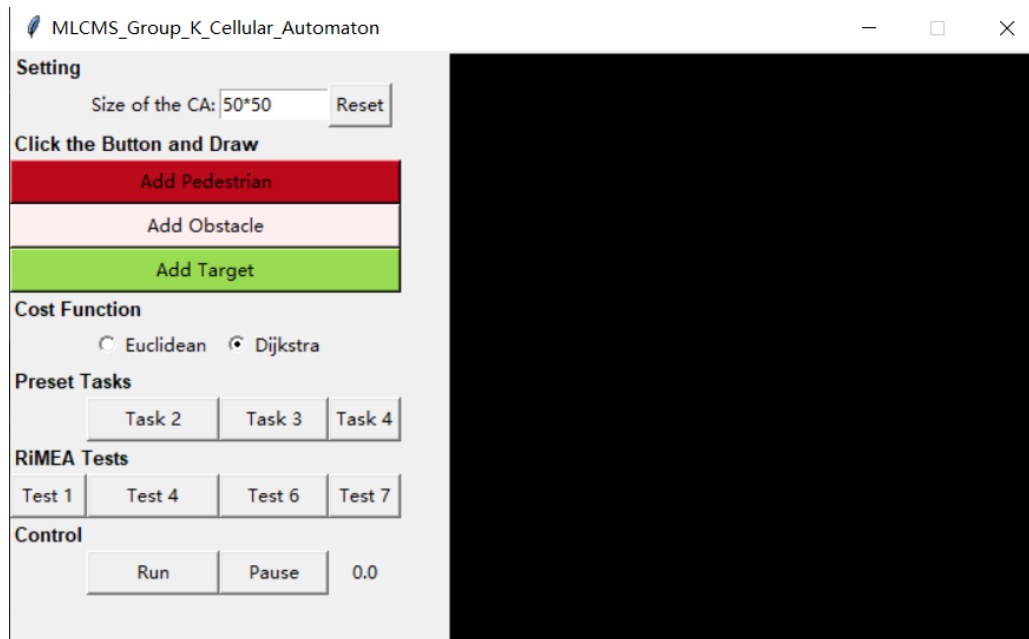 MLCMS_Group_K_Cellular_Automaton
Setting
Size of the CA: 50*50 Reset
Click the Button and Draw
Add Pedestrian
Add Obstacle
Add Target
Cost Function
Euclidean Dijkstra
Preset Tasks
Task 2 Task 3 Task 4
RiMEA Tests
Test 1 Test 4 Test 6 Test 7
Control
Run Pause 0.0